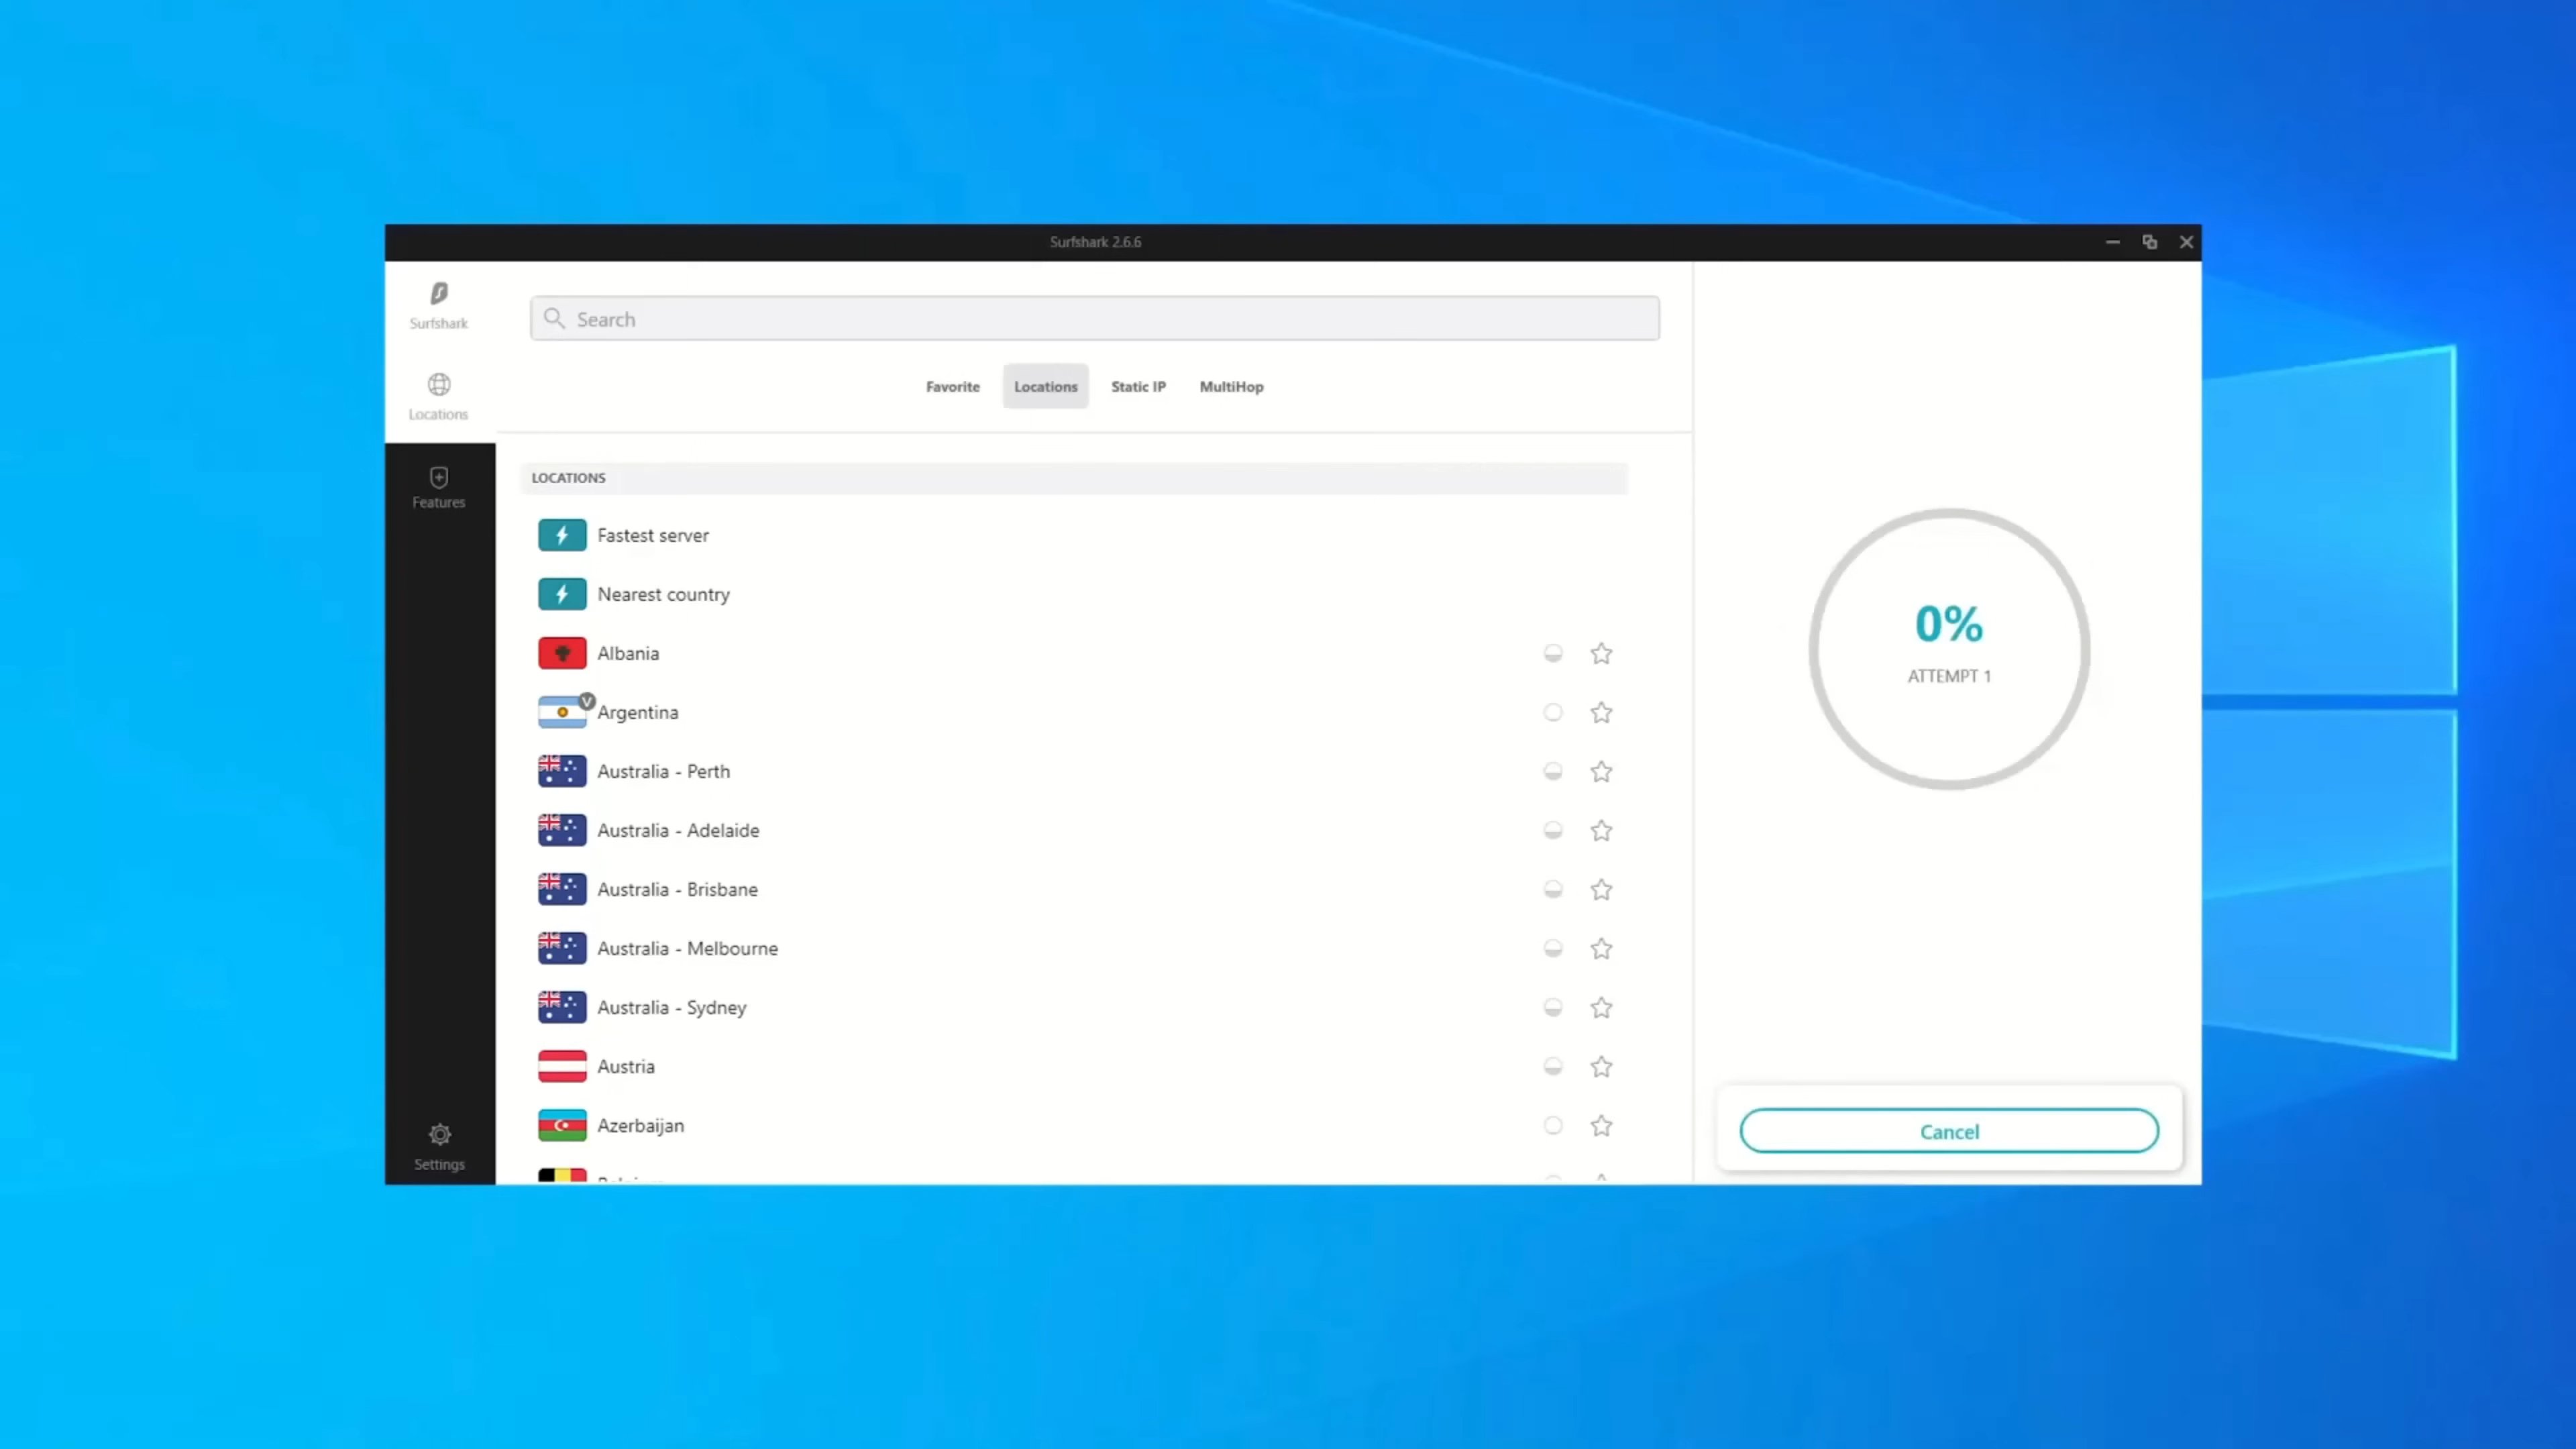 Surfshark 2.6.6
Surfshark
Locations
Features
Settings
Search
Favorite
Locations
Static IP
MultiHop
LOCATIONS
Fastest server
Nearest country
Albania
V
Argentina
Australia - Perth
Australia - Adelaide
Australia - Brisbane
Australia - Melbourne
Australia - Sydney
Austria
Azerbaijan
0%
ATTEMPT 1
Cancel